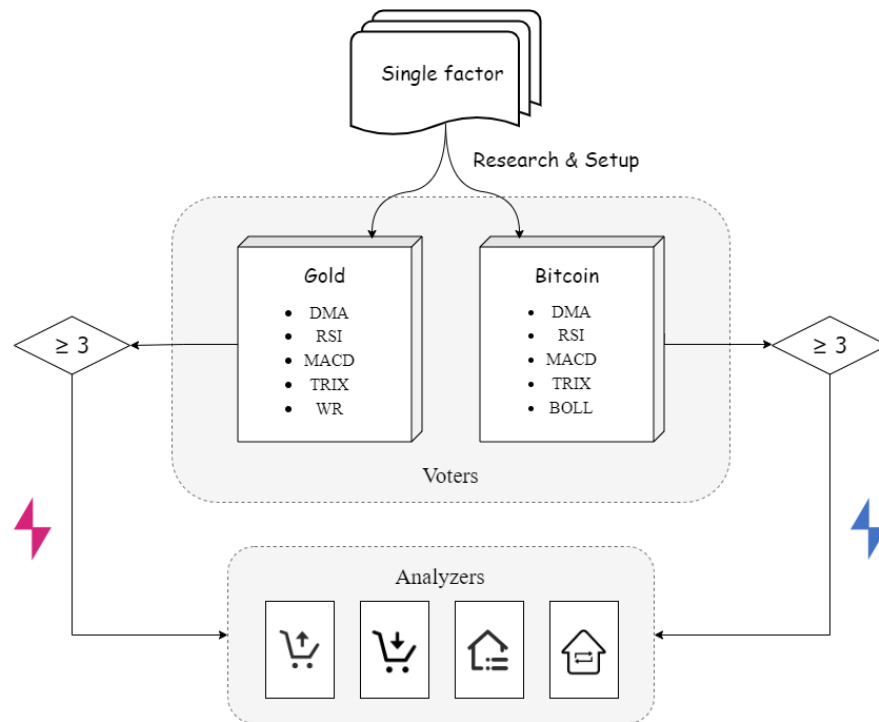 Single factor
Research & Setup
Gold
• DMA
• RSI
• MACD
• TRIX
• WR
Bitcoin
• DMA
• RSI
• MACD
• TRIX
• BOLL
≥ 3
≥ 3
Voters
Analyzers